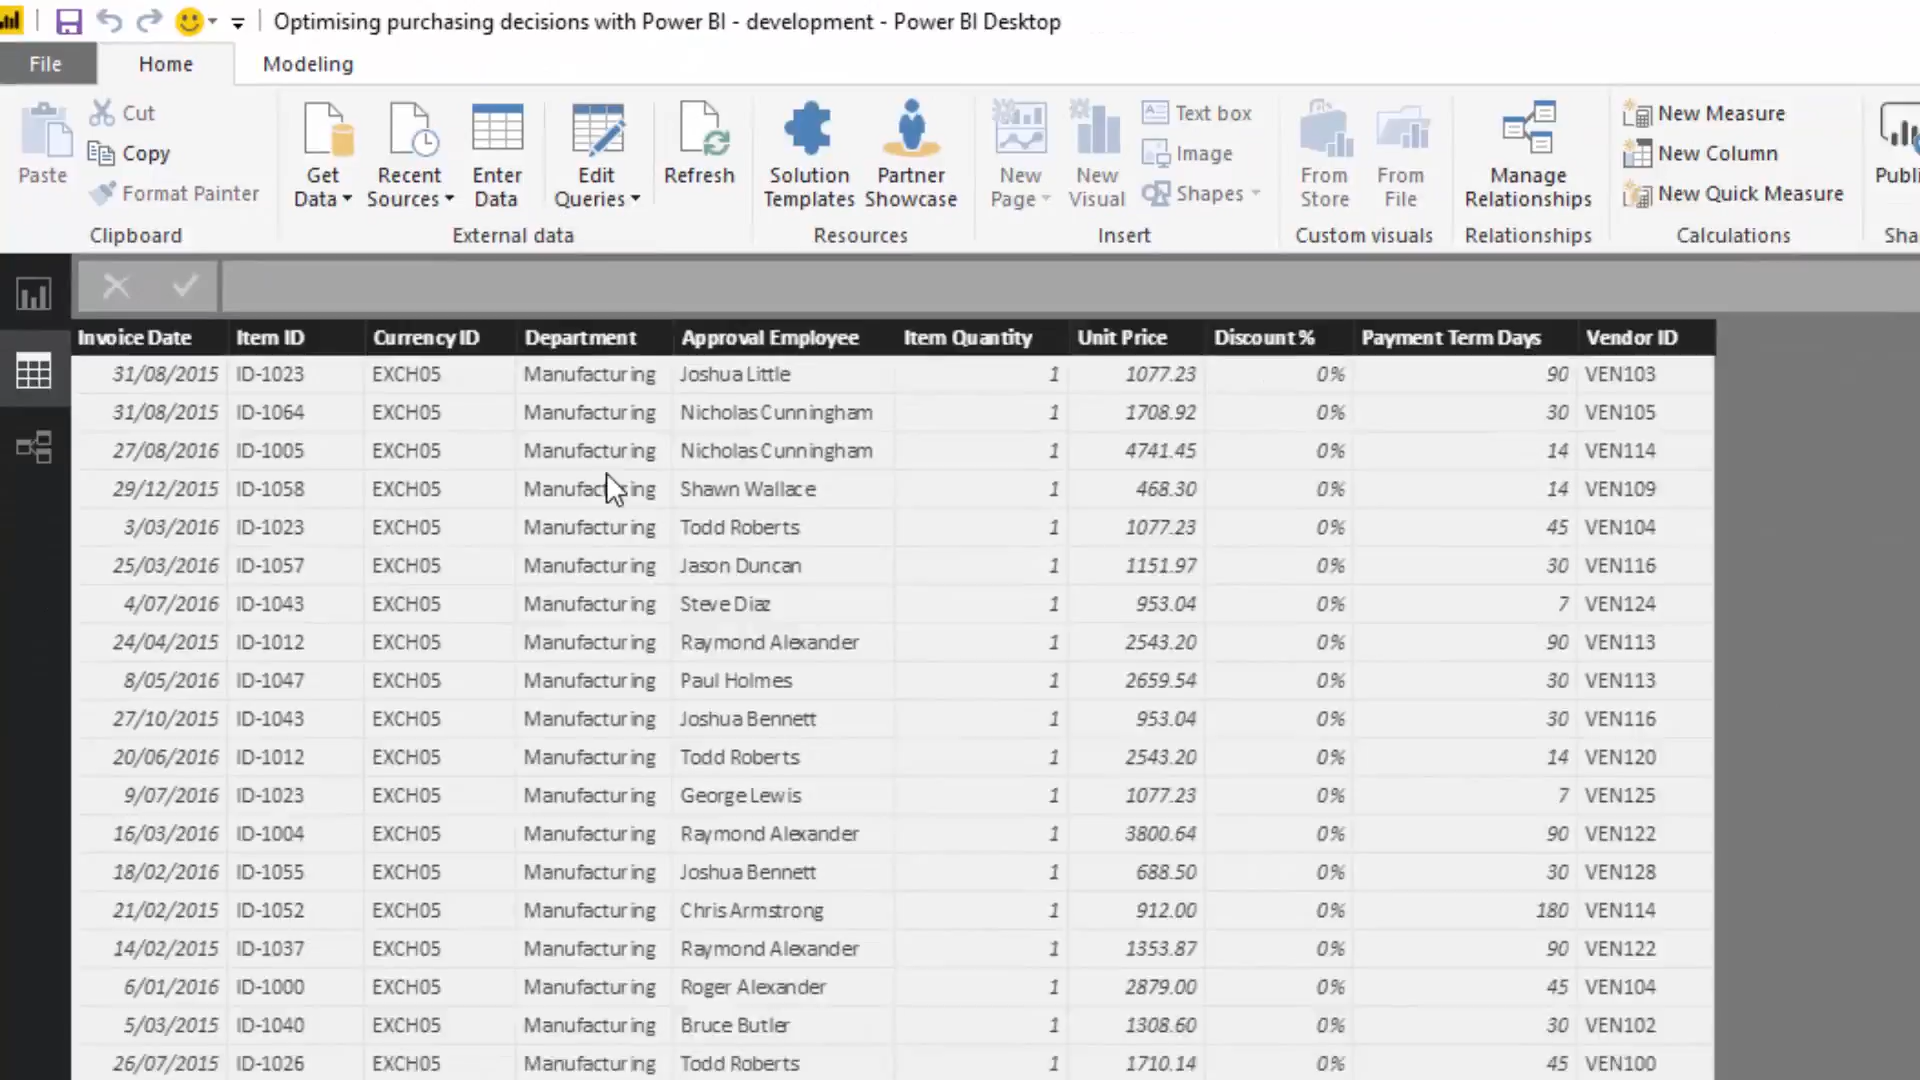 Optimising purchasing decisions with Power BI - development - Power BI Desktop
File Home Modeling
Paste
Cut
Copy
Format Painter
Clipboard
Get Data
Recent Sources
Enter Data
Edit Queries
Refresh
External data
Solution Templates
Partner Showcase
Resources
New Page
New Visual
Text box
Image
Shapes
Insert
From Store
From File
Custom visuals
Manage Relationships
Relationships
New Measure
New Column
New Quick Measure
Calculations
Invoice Date Item ID Currency ID Department Approval Employee Item Quantity Unit Price Discount % Payment Term Days Vendor ID
31/08/2015 ID-1023 EXCH05 Manufacturing Joshua Little 1 1077.23 0% 90 VEN103
31/08/2015 ID-1064 EXCH05 Manufacturing Nicholas Cunningham 1 1708.92 0% 30 VEN105
27/08/2016 ID-1005 EXCH05 Manufacturing Nicholas Cunningham 1 4741.45 0% 14 VEN114
29/12/2015 ID-1058 EXCH05 Manufacturing Shawn Wallace 1 468.30 0% 14 VEN109
3/03/2016 ID-1023 EXCH05 Manufacturing Todd Roberts 1 1077.23 0% 45 VEN104
25/03/2016 ID-1057 EXCH05 Manufacturing Jason Duncan 1 1151.97 0% 30 VEN116
4/07/2016 ID-1043 EXCH05 Manufacturing Steve Diaz 1 953.04 0% 7 VEN124
24/04/2015 ID-1012 EXCH05 Manufacturing Raymond Alexander 1 2543.20 0% 90 VEN113
8/05/2016 ID-1047 EXCH05 Manufacturing Paul Holmes 1 2659.54 0% 30 VEN113
27/10/2015 ID-1043 EXCH05 Manufacturing Joshua Bennett 1 953.04 0% 30 VEN116
20/06/2016 ID-1012 EXCH05 Manufacturing Todd Roberts 1 2543.20 0% 14 VEN120
9/07/2016 ID-1023 EXCH05 Manufacturing George Lewis 1 1077.23 0% 7 VEN125
16/03/2016 ID-1004 EXCH05 Manufacturing Raymond Alexander 1 3800.64 0% 90 VEN122
18/02/2016 ID-1055 EXCH05 Manufacturing Joshua Bennett 1 688.50 0% 30 VEN128
21/02/2015 ID-1052 EXCH05 Manufacturing Chris Armstrong 1 912.00 0% 180 VEN114
14/02/2015 ID-1037 EXCH05 Manufacturing Raymond Alexander 1 1353.87 0% 90 VEN122
6/01/2016 ID-1000 EXCH05 Manufacturing Roger Alexander 1 2879.00 0% 45 VEN104
5/03/2015 ID-1040 EXCH05 Manufacturing Bruce Butler 1 1308.60 0% 30 VEN102
26/07/2015 ID-1026 EXCH05 Manufacturing Todd Roberts 1 1710.14 0% 45 VEN100